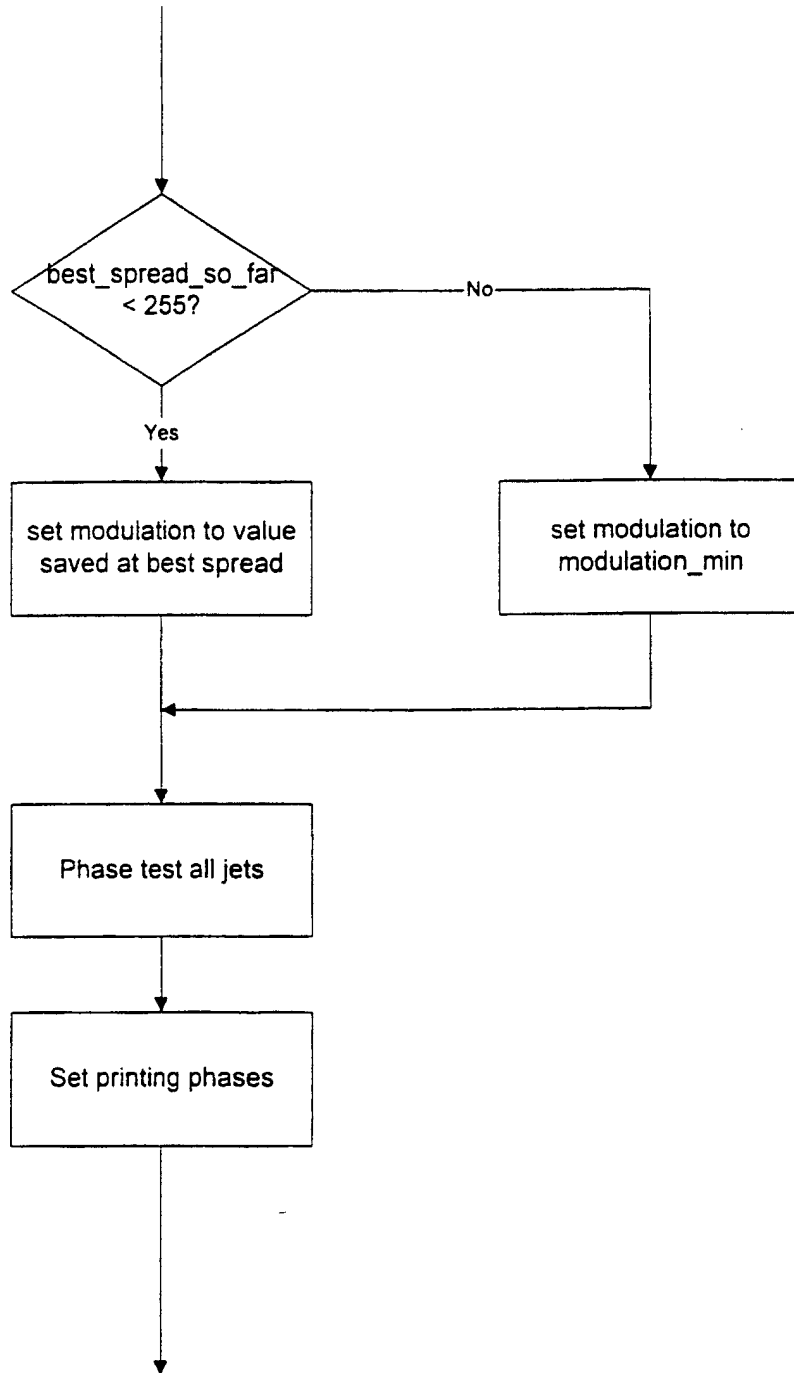 best_spread_so_far
< 255?
No
Yes
set modulation to value
saved at best spread
set modulation to
modulation_min
Phase test all jets
Set printing phases